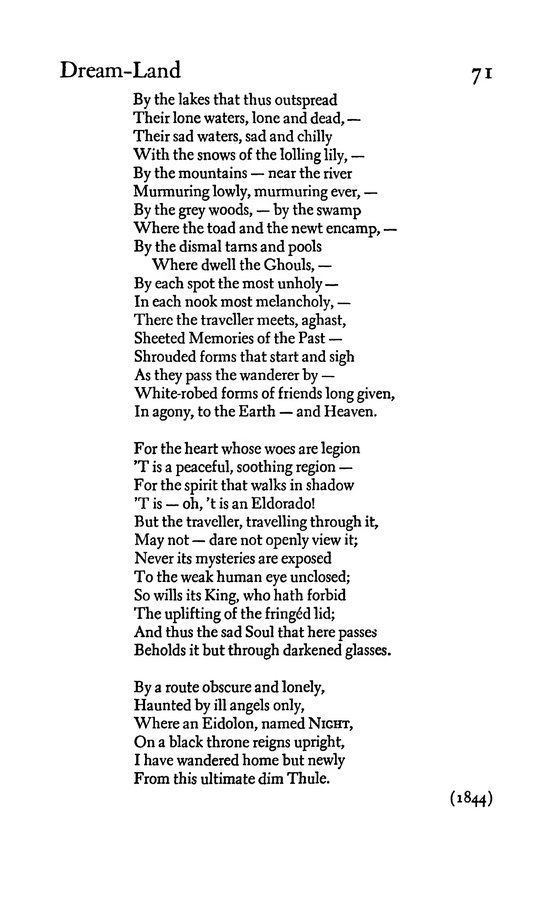 Dream-Land 71
By the lakes that thus outspread
Their lone waters, lone and dead, —
Their sad waters, sad and chilly
With the snows of the lolling lily, —
By the mountains — near the river
Murmuring lowly, murmuring ever, —
By the grey woods, — by the swamp
Where the toad and the newt encamp, —
By the dismal tarns and pools
Where dwell the Ghouls, —
By each spot the most unholy —
In each nook most melancholy, —
There the traveller meets, aghast,
Sheeted Memories of the Past —
Shrouded forms that start and sigh
As they pass the wanderer by —
White-robed forms of friends long given,
In agony, to the Earth — and Heaven.

For the heart whose woes are legion
'T is a peaceful, soothing region —
For the spirit that walks in shadow
'T is — oh, 't is an Eldorado!
But the traveller, travelling through it,
May not — dare not openly view it;
Never its mysteries are exposed
To the weak human eye unclosed;
So wills its King, who hath forbid
The uplifting of the fringéd lid;
And thus the sad Soul that here passes
Beholds it but through darkened glasses.

By a route obscure and lonely,
Haunted by ill angels only,
Where an Eidolon, named NIGHT,
On a black throne reigns upright,
I have wandered home but newly
From this ultimate dim Thule.
(1844)